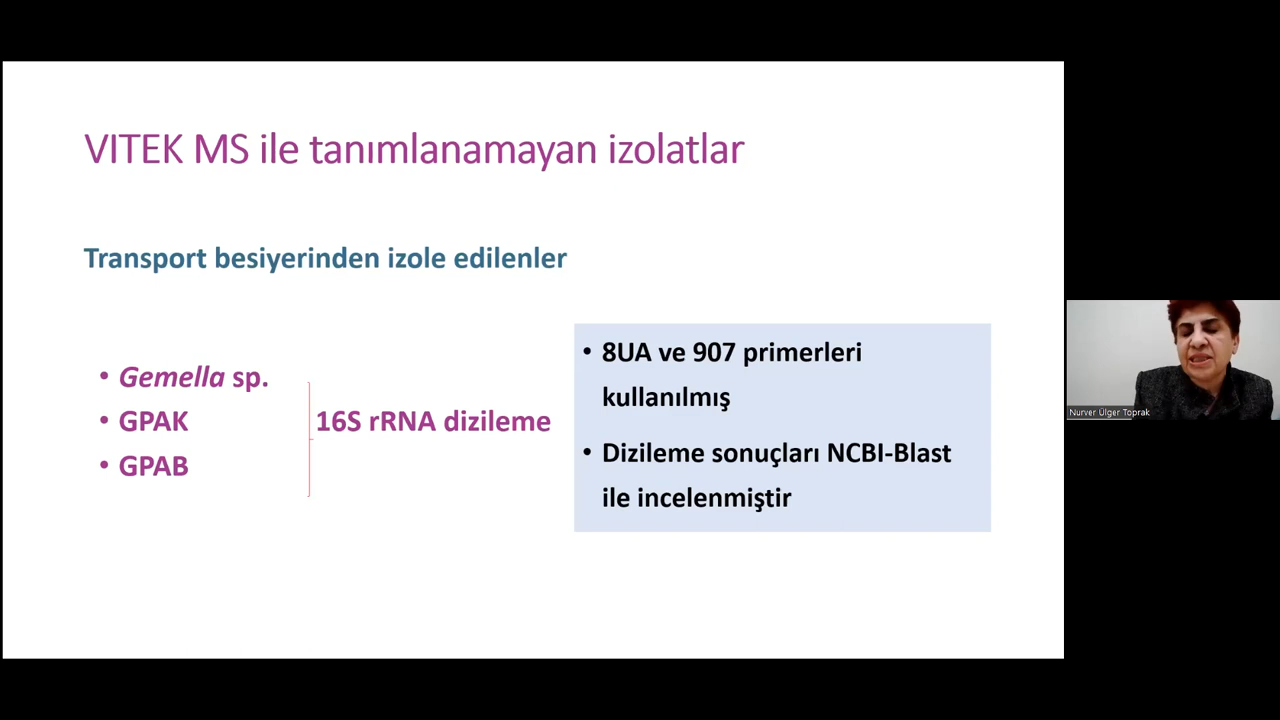 VITEK MS ile tanımlanamayan izolatlar
Transport besiyerinden izole edilenler
• Gemella sp.
• GPAK
• GPAB
16S rRNA dizileme
• 8UA ve 907 primerleri
kullanılmış
• Dizileme sonuçları NCBI-Blast
ile incelenmiştir
Nurver Ülger Toprak